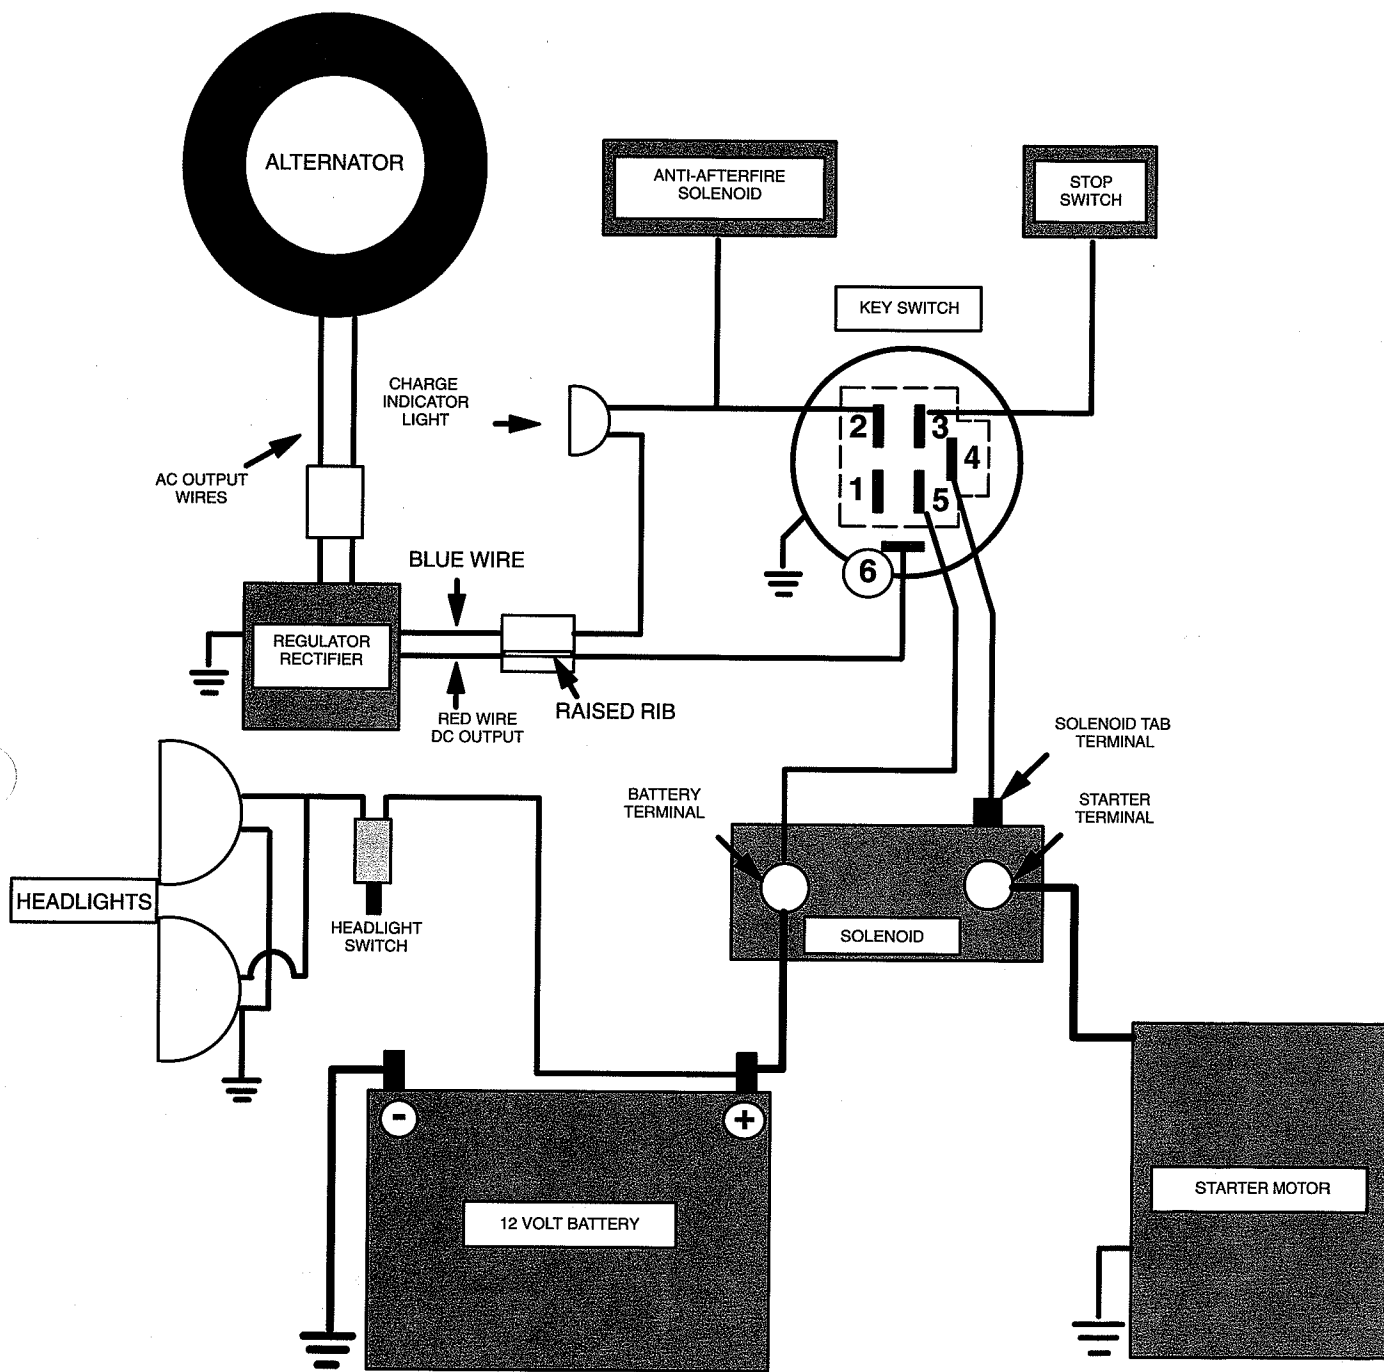 ALTERNATOR
ANTI-AFTERFIRE
SOLENOID
STOP
SWITCH
KEY SWITCH
CHARGE
INDICATOR
LIGHT
2
3
4
1
5
6
AC OUTPUT
WIRES
BLUE WIRE
REGULATOR
RECTIFIER
RAISED RIB
RED WIRE
DC OUTPUT
SOLENOID TAB
TERMINAL
BATTERY
TERMINAL
STARTER
TERMINAL
HEADLIGHTS
HEADLIGHT
SWITCH
SOLENOID
-
+
12 VOLT BATTERY
STARTER MOTOR